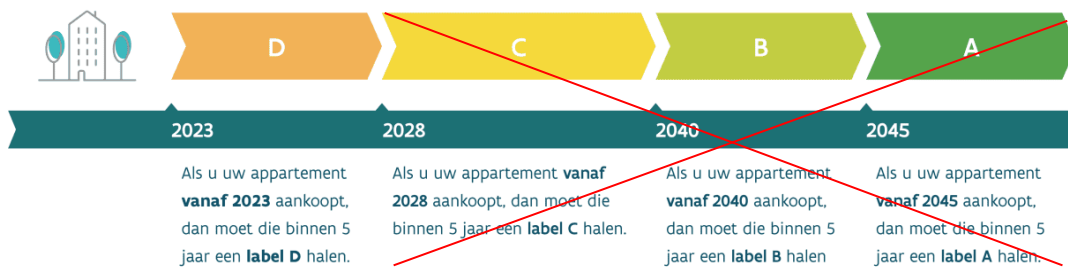 D
C
B
A
2023
2028
2040
2045
Als u uw appartement
vanaf 2023 aankoopt,
dan moet die binnen 5
jaar een label D halen.
Als u uw appartement vanaf
2028 aankoopt, dan moet die
binnen 5 jaar een label C halen.
Als u uw appartement
vanaf 2040 aankoopt,
dan moet die binnen 5
jaar een label B halen
Als u uw appartement
vanaf 2045 aankoopt,
dan moet die binnen 5
jaar een label A halen.